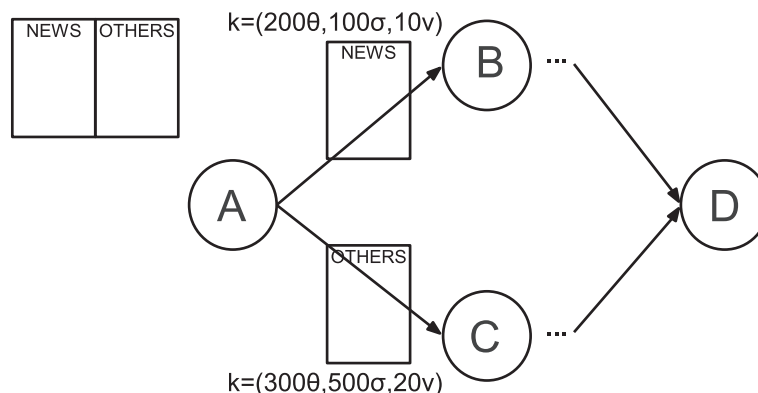 NEWS OTHERS
k=(200θ,100σ,10v)
NEWS
B ...
A
D
OTHERS
C ...
k=(300θ,500σ,20v)